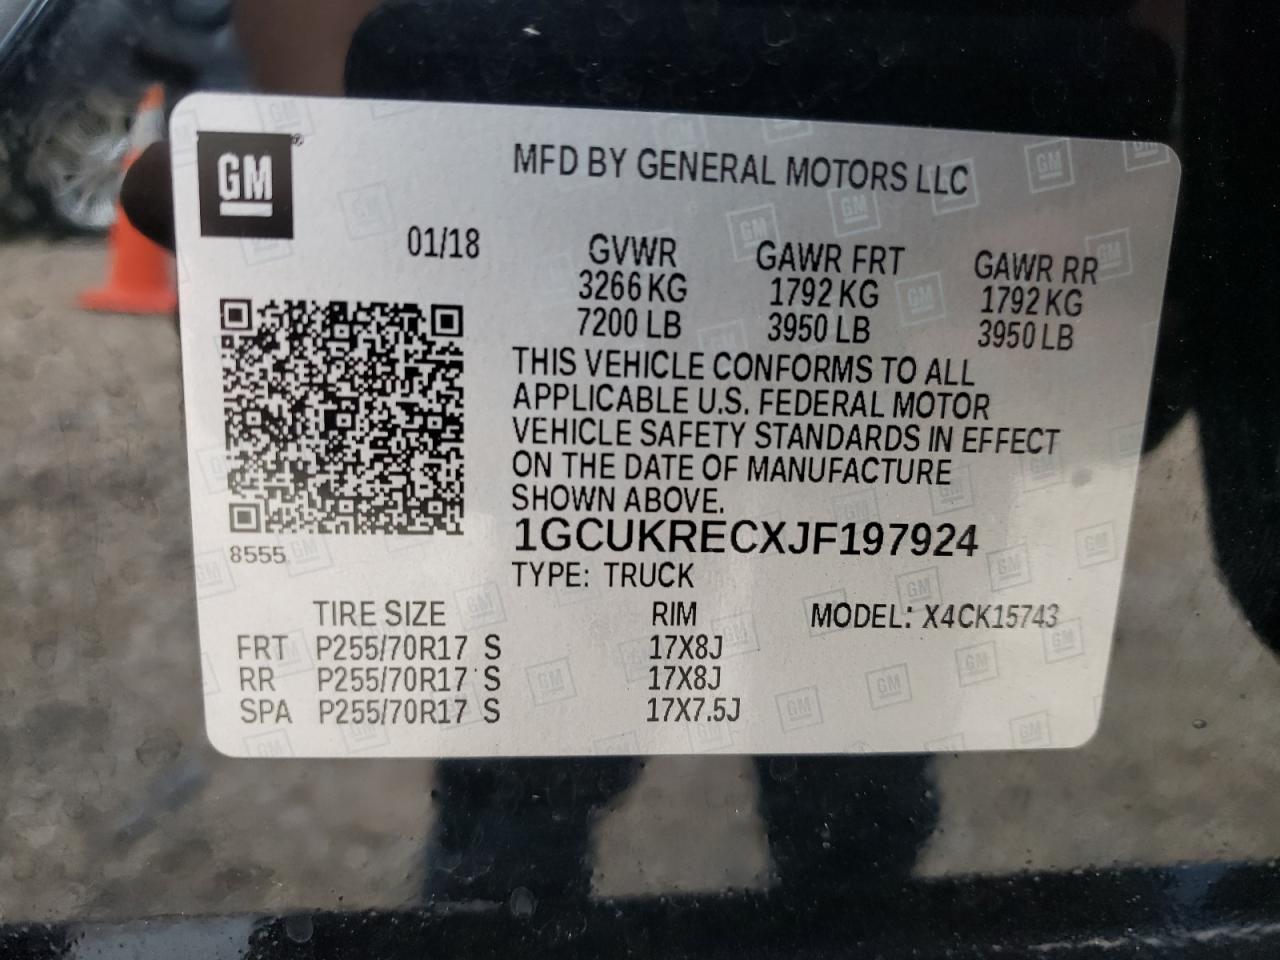 GM
MFD BY GENERAL MOTORS LLC
01/18
GVWR GAWR FRT GAWR RR
3266 KG 1792 KG 1792 KG
7200 LB 3950 LB 3950 LB
THIS VEHICLE CONFORMS TO ALL
APPLICABLE U.S. FEDERAL MOTOR
VEHICLE SAFETY STANDARDS IN EFFECT
ON THE DATE OF MANUFACTURE
SHOWN ABOVE.
1GCUKRECXJF197924
8555
TYPE: TRUCK
TIRE SIZE RIM MODEL: X4CK15743
FRT P255/70R17 S 17X8J
RR P255/70R17 S 17X8J
SPA P255/70R17 S 17X7.5J